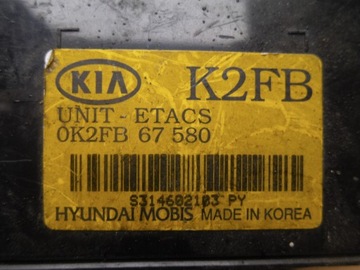 KIA K2FB
UNIT - ETACS
0K2FB 67 580
S314602103 PY
HYUNDAI MOBIS MADE IN KOREA